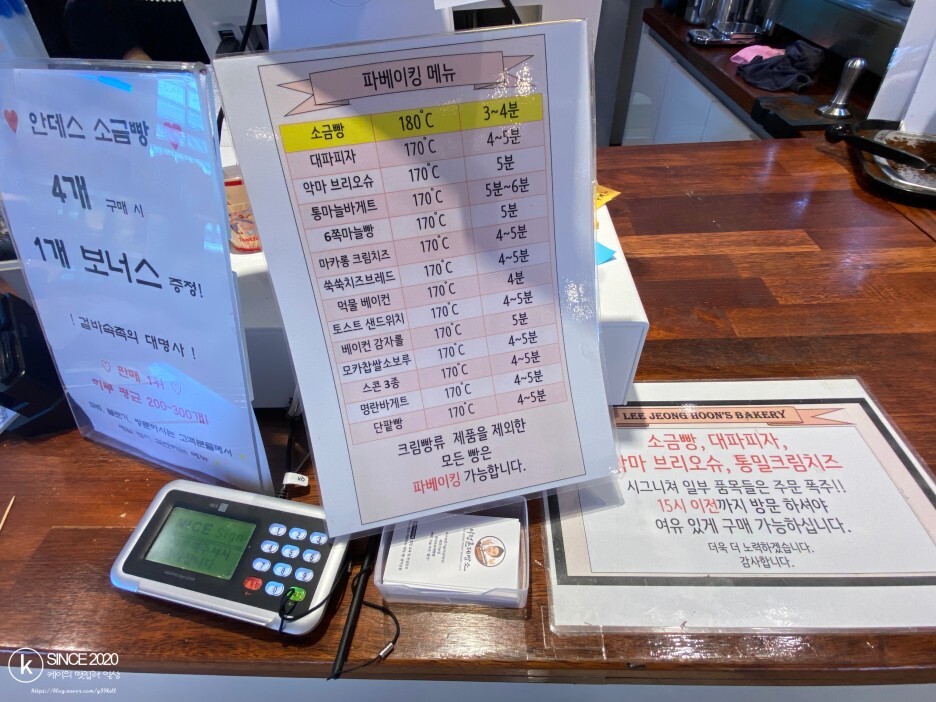 안데스 소금빵
4개 구매 시
1개 보너스 증정!
! 겉바속촉의 대명사 !
♡ 판매 1위 ♡
하루 평균 200~300개!
파베이킹 메뉴
소금빵 180℃ 3~4분
대파피자 170℃ 4~5분
악마 브리오슈 170℃ 5분
통마늘바게트 170℃ 5분~6분
6쪽마늘빵 170℃ 5분
마카롱 크림치즈 170℃ 4~5분
쑥쑥치즈브레드 170℃ 4~5분
먹물 베이컨 170℃ 4분
토스트 샌드위치 170℃ 4~5분
베이컨 감자롤 170℃ 5분
모카찹쌀소보루 170℃ 4~5분
스콘 3종 170℃ 4~5분
명란바게트 170℃ 4~5분
단팥빵 170℃ 4~5분
크림빵류 제품을 제외한
모든 빵은
파베이킹 가능합니다.
LEE JEONG HOON'S BAKERY
소금빵, 대파피자,
악마 브리오슈, 통밀크림치즈
시그니쳐 일부 품목들은 주문 폭주!!
15시 이전까지 방문 하셔야
여유 있게 구매 가능하십니다.
더욱 더 노력하겠습니다.
감사합니다.
k SINCE 2020